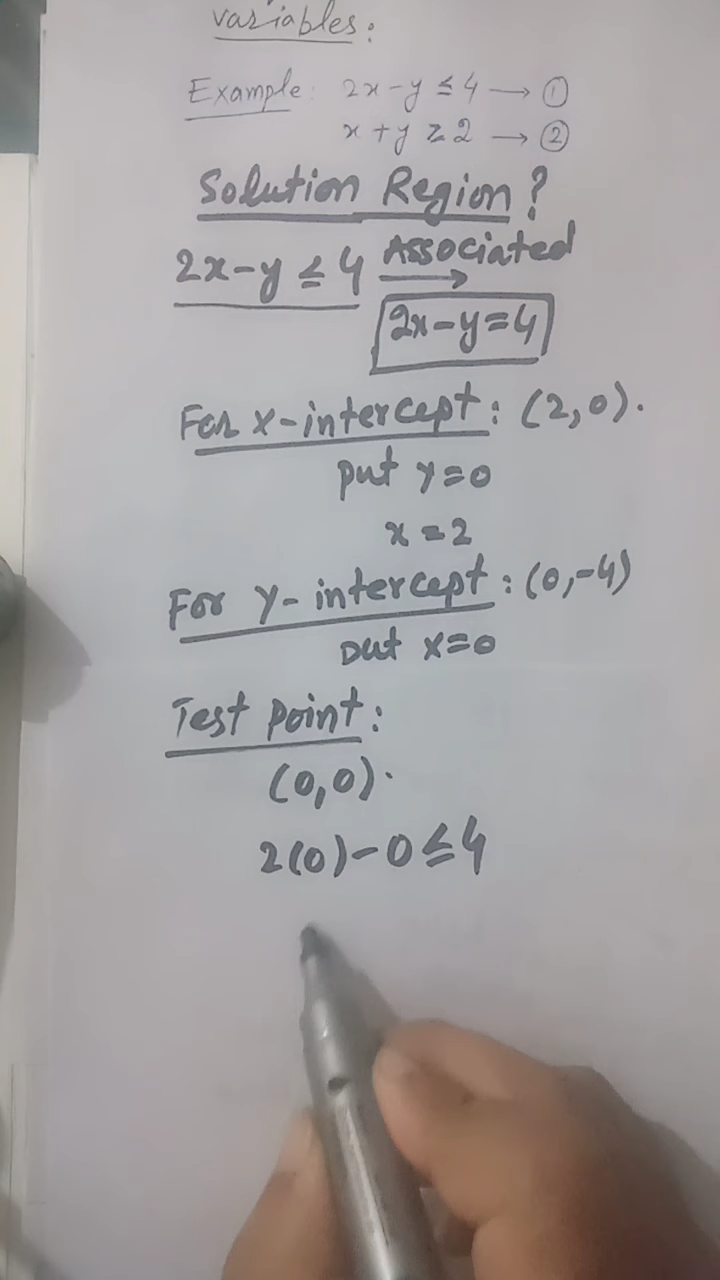 variables:
Example: 2x-y ≤ 4 → ①
x+y ≥ 2 → ②
Solution Region?
2x-y ≤ 4 Associated →
2x-y=4
For x-intercept: (2,0).
put y=0
x=2
For y-intercept: (0,-4)
put x=0
Test point:
(0,0).
2(0)-0≤4